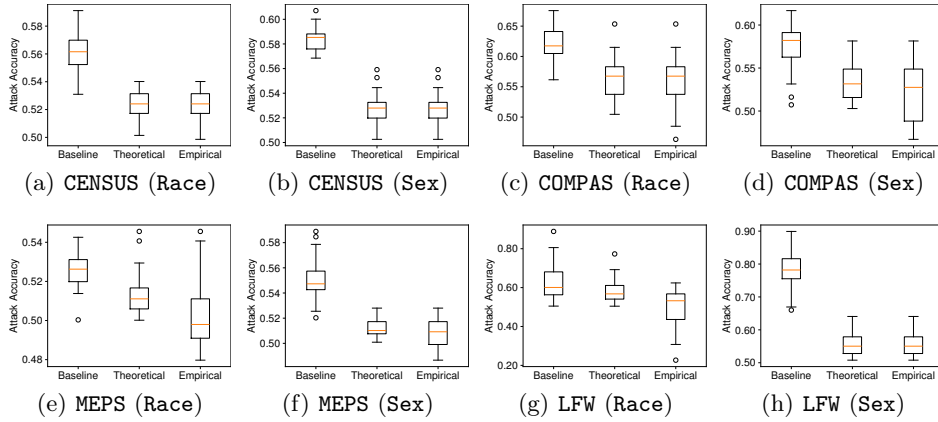 Attack Accuracy
0.58
0.56
0.54
0.52
0.50
Baseline Theoretical Empirical
(a) CENSUS (Race)
Attack Accuracy
0.60
0.58
0.56
0.54
0.52
0.50
Baseline Theoretical Empirical
(b) CENSUS (Sex)
Attack Accuracy
0.65
0.60
0.55
0.50
Baseline Theoretical Empirical
(c) COMPAS (Race)
Attack Accuracy
0.60
0.55
0.50
Baseline Theoretical Empirical
(d) COMPAS (Sex)
Attack Accuracy
0.54
0.52
0.50
0.48
Baseline Theoretical Empirical
(e) MEPS (Race)
Attack Accuracy
0.58
0.56
0.54
0.52
0.50
Baseline Theoretical Empirical
(f) MEPS (Sex)
Attack Accuracy
0.80
0.60
0.40
0.20
Baseline Theoretical Empirical
(g) LFW (Race)
Attack Accuracy
0.90
0.80
0.70
0.60
0.50
Baseline Theoretical Empirical
(h) LFW (Sex)